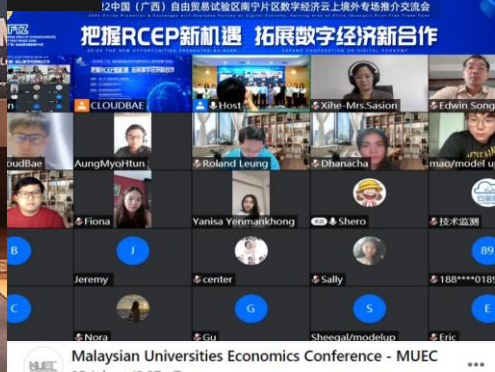 22中国（广西）自由贸易试验区南宁片区数字经济云上境外专场推介交流会
把握RCEP新机遇 拓展数字经济新合作
CLOUDBAE
Host
Xihe-Mrs.Sasion
Edwin Song
oudBae
AungMyoHtun
Roland Leung
Dhanacha
mao/model u
Fiona
Yanisa Yenmankhong
Shero
技术监测
B
J
89
Jeremy
center
Sally
188****0189
C
G
S
E
Nora
Gu
Sheegal/modelup
Eric
MUEC
Malaysian Universities Economics Conference - MUEC